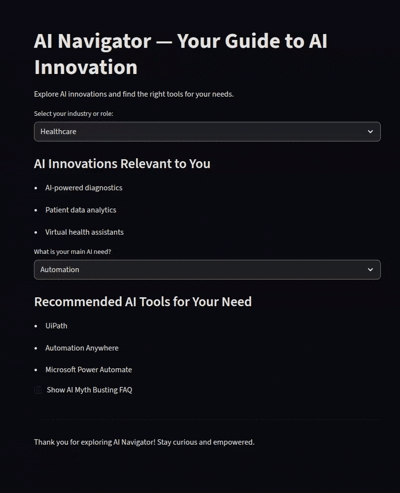 AI Navigator — Your Guide to AI
Innovation
Explore AI innovations and find the right tools for your needs.
Select your industry or role:
Healthcare
AI Innovations Relevant to You
• AI-powered diagnostics
• Patient data analytics
• Virtual health assistants
What is your main AI need?
Automation
Recommended AI Tools for Your Need
• UiPath
• Automation Anywhere
• Microsoft Power Automate
Show AI Myth Busting FAQ
Thank you for exploring AI Navigator! Stay curious and empowered.